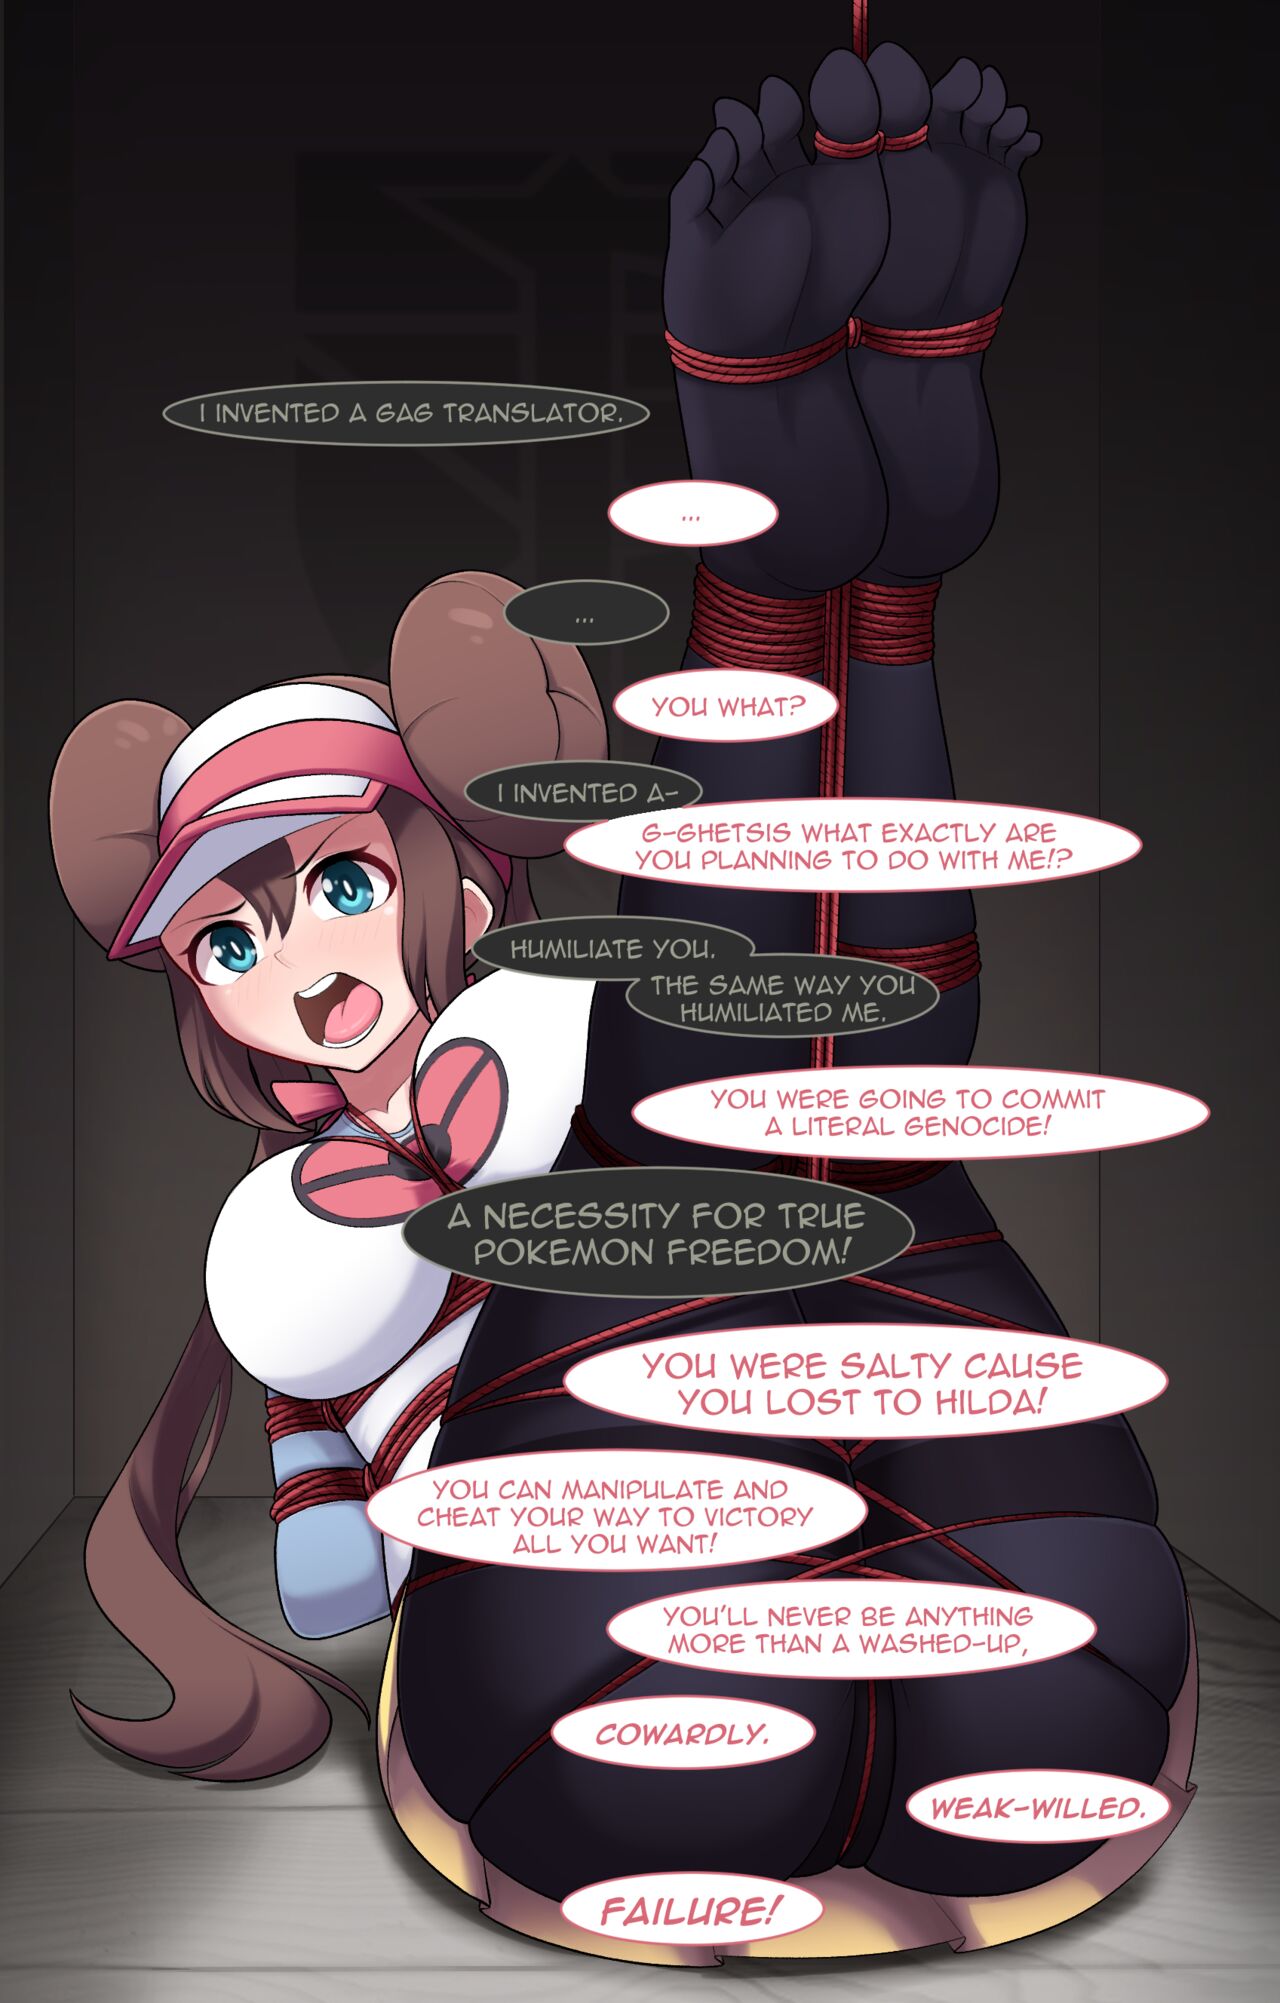 I INVENTED A GAG TRANSLATOR.
...
...
YOU WHAT?
I INVENTED A-
G-GHETSIS WHAT EXACTLY ARE
YOU PLANNING TO DO WITH ME!?
HUMILIATE YOU.
THE SAME WAY YOU
HUMILIATED ME.
YOU WERE GOING TO COMMIT
A LITERAL GENOCIDE!
A NECESSITY FOR TRUE
POKEMON FREEDOM!
YOU WERE SALTY CAUSE
YOU LOST TO HILDA!
YOU CAN MANIPULATE AND
CHEAT YOUR WAY TO VICTORY
ALL YOU WANT!
YOU'LL NEVER BE ANYTHING
MORE THAN A WASHED-UP,
COWARDLY.
WEAK-WILLED.
FAILURE!